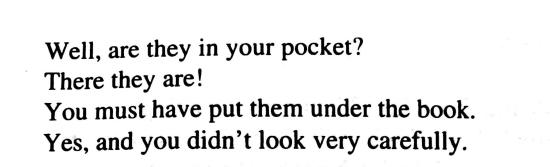 Well, are they in your pocket?
There they are!
You must have put them under the book.
Yes, and you didn't look very carefully.